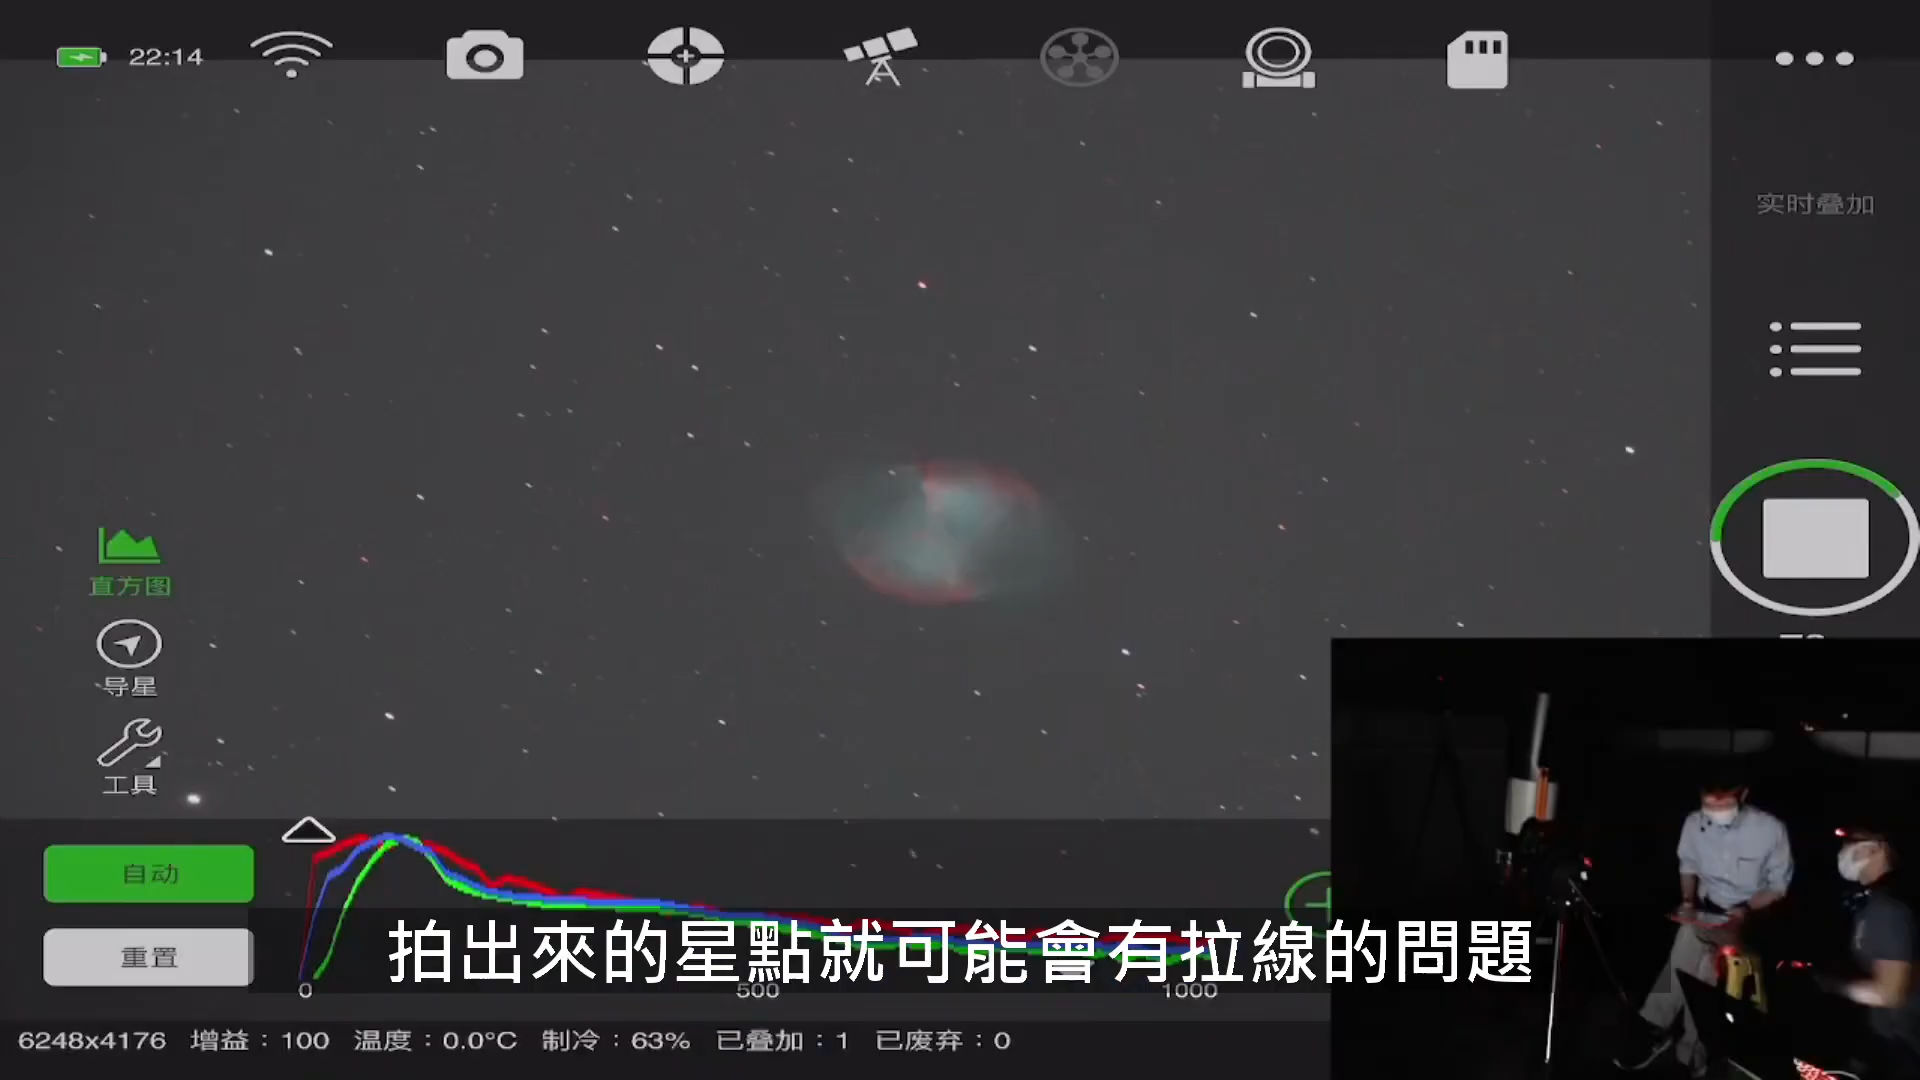 22:14
实时叠加
直方图
导星
工具
自动
重置
拍出來的星點就可能會有拉線的問題
0
500
1000
6248x4176 增益：100 温度：0.0°C 制冷：63% 已叠加：1 已废弃：0